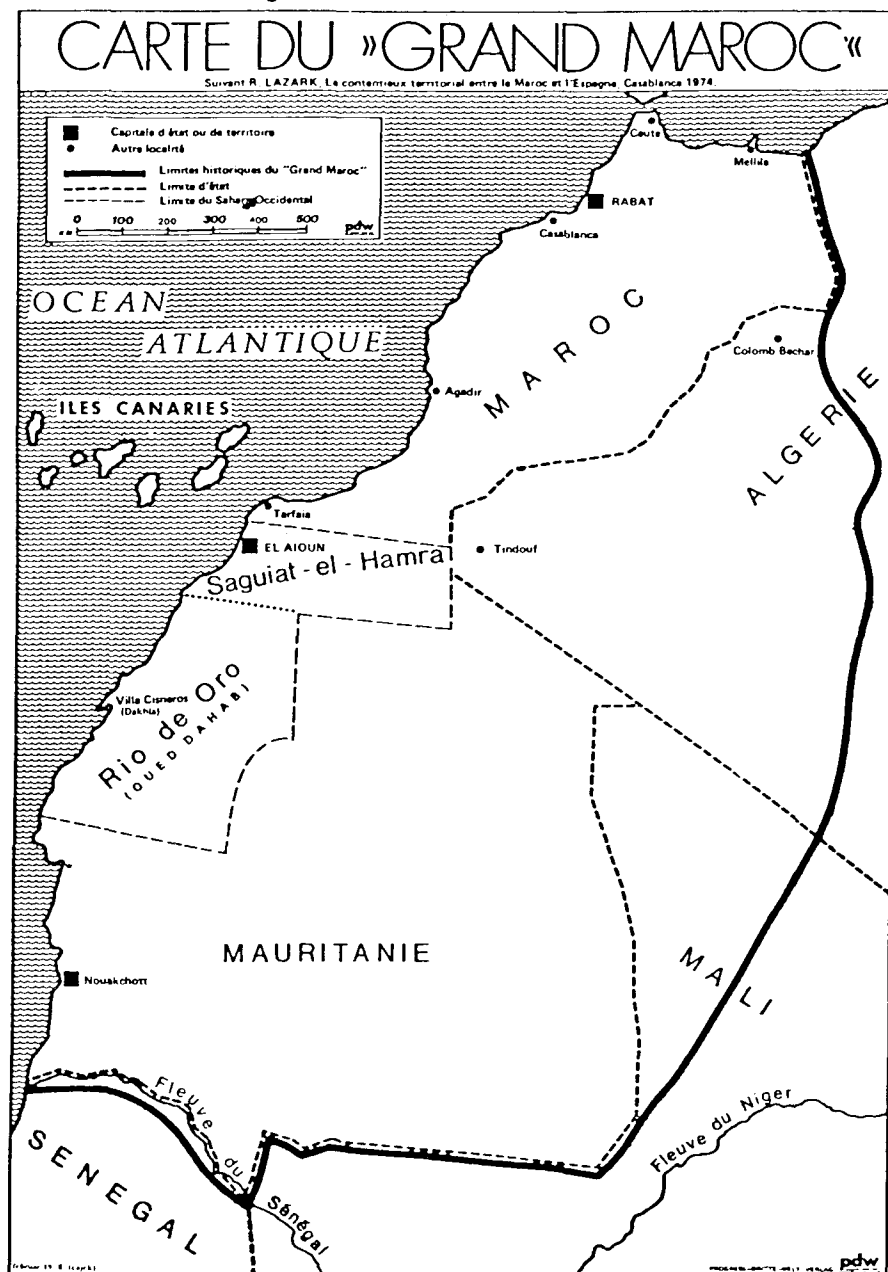 CARTE DU »GRAND MAROC«
Suivant R. LAZARK, Le contentieux territorial entre le Maroc et l'Espagne, Casablanca 1974.
Capitale d'état ou de territoire
Autre localité
Limites historiques du "Grand Maroc"
Limite d'état
Limite du Sahara Occidental
0 100 200 300 400 500
km
pdw
Ceuta
Mellila
RABAT
Casablanca
OCEAN
ATLANTIQUE
MAROC
Colomb Bechar
Agadir
ILES CANARIES
ALGERIE
Tarfaia
EL AIOUN
Tindouf
Saguiat-el-Hamra
Villa Cisneros
(Dakhla)
Rio de Oro
(OUED DAHAB)
MAURITANIE
MALI
Nouakchott
Fleuve du Sénégal
Fleuve du Niger
SENEGAL
pdw